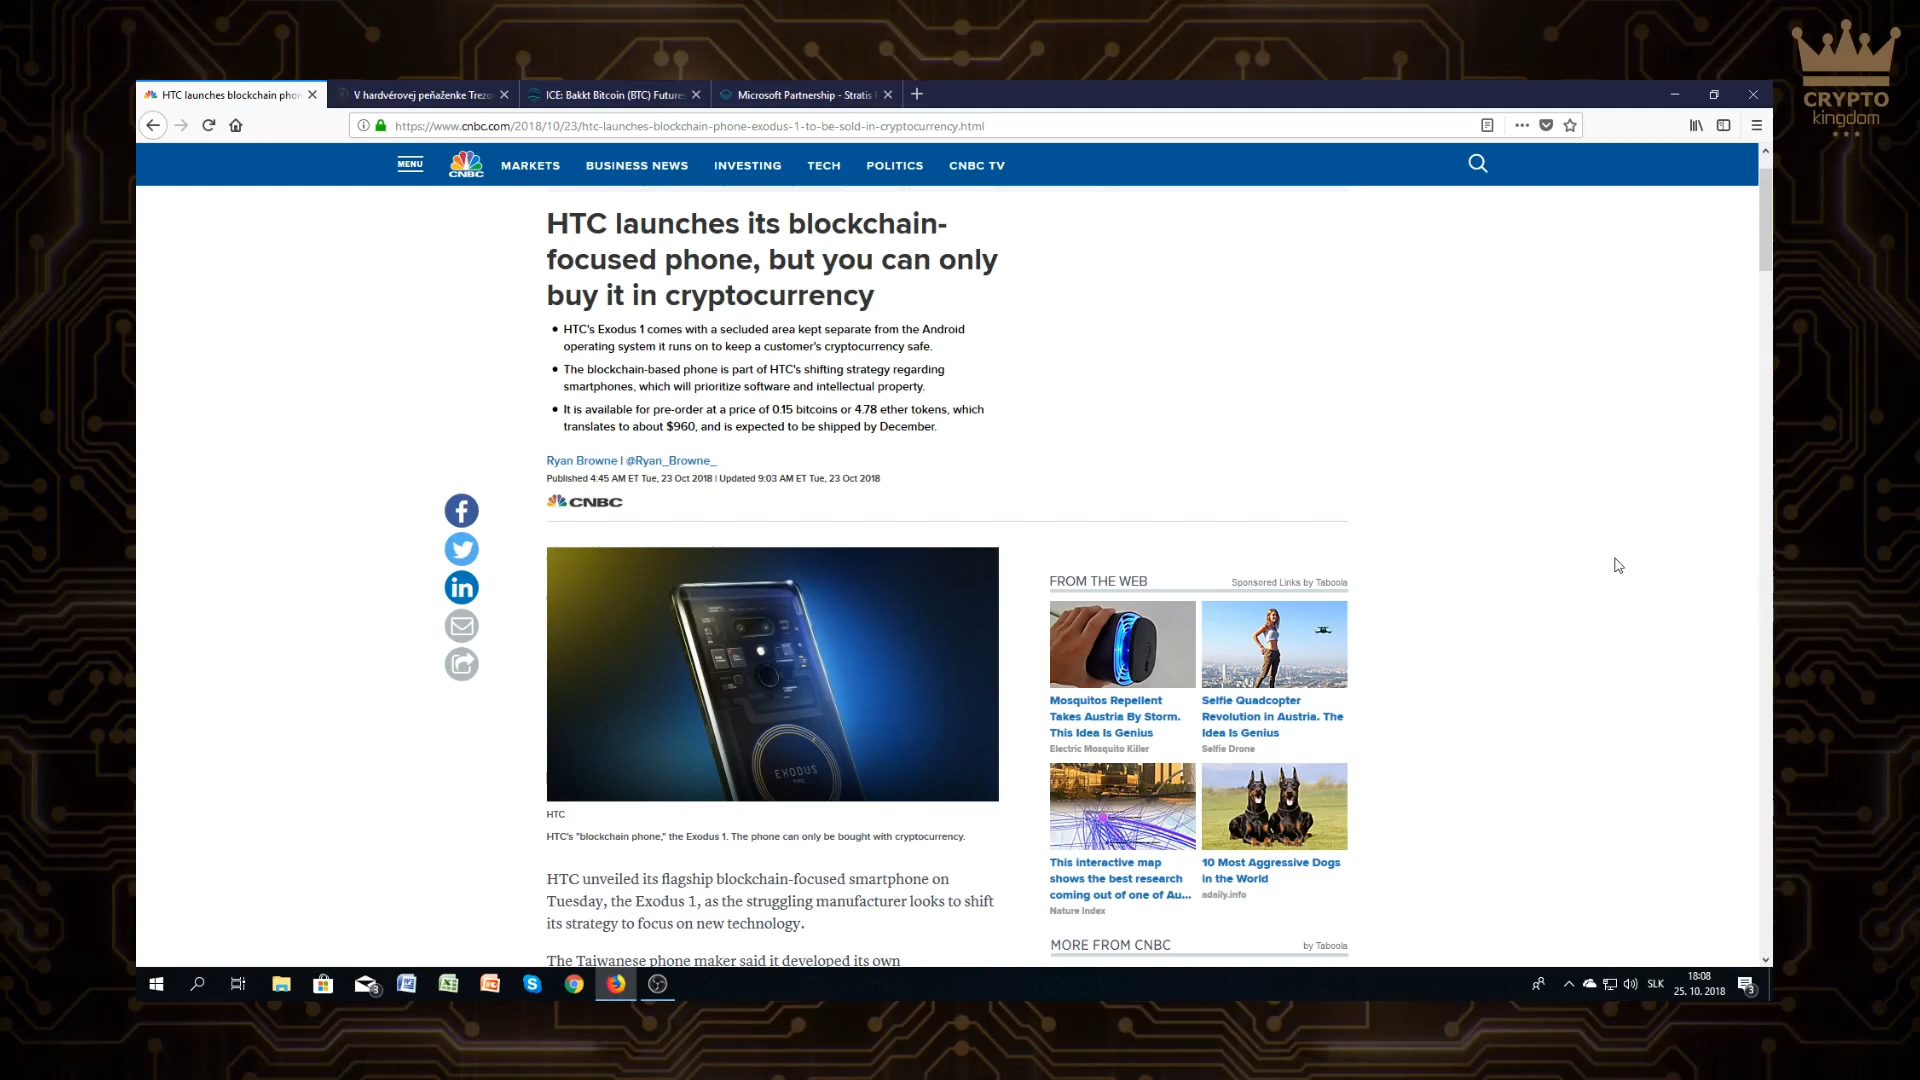 CRYPTO
kingdom
HTC launches blockchain phon
V hardvérovej peňaženke Trezo
ICE: Bakkt Bitcoin (BTC) Futures
Microsoft Partnership - Stratis
https://www.cnbc.com/2018/10/23/htc-launches-blockchain-phone-exodus-1-to-be-sold-in-cryptocurrency.html
MENU
CNBC
MARKETS
BUSINESS NEWS
INVESTING
TECH
POLITICS
CNBC TV
HTC launches its blockchain-
focused phone, but you can only
buy it in cryptocurrency
• HTC's Exodus 1 comes with a secluded area kept separate from the Android
operating system it runs on to keep a customer's cryptocurrency safe.
• The blockchain-based phone is part of HTC's shifting strategy regarding
smartphones, which will prioritize software and intellectual property.
• It is available for pre-order at a price of 0.15 bitcoins or 4.78 ether tokens, which
translates to about $960, and is expected to be shipped by December.
Ryan Browne | @Ryan_Browne_
Published 4:45 AM ET Tue, 23 Oct 2018 | Updated 9:03 AM ET Tue, 23 Oct 2018
CNBC
EXODUS
HTC
HTC's "blockchain phone," the Exodus 1. The phone can only be bought with cryptocurrency.
HTC unveiled its flagship blockchain-focused smartphone on
Tuesday, the Exodus 1, as the struggling manufacturer looks to shift
its strategy to focus on new technology.
The Taiwanese phone maker said it developed its own
FROM THE WEB
Sponsored Links by Taboola
Mosquitos Repellent
Takes Austria By Storm.
This Idea Is Genius
Electric Mosquito Killer
Selfie Quadcopter
Revolution in Austria. The
Idea Is Genius
Selfie Drone
This interactive map
shows the best research
coming out of one of Au...
Nature Index
10 Most Aggressive Dogs
in the World
adaily.info
MORE FROM CNBC
by Taboola
3
SLK
18:08
25. 10. 2018
3